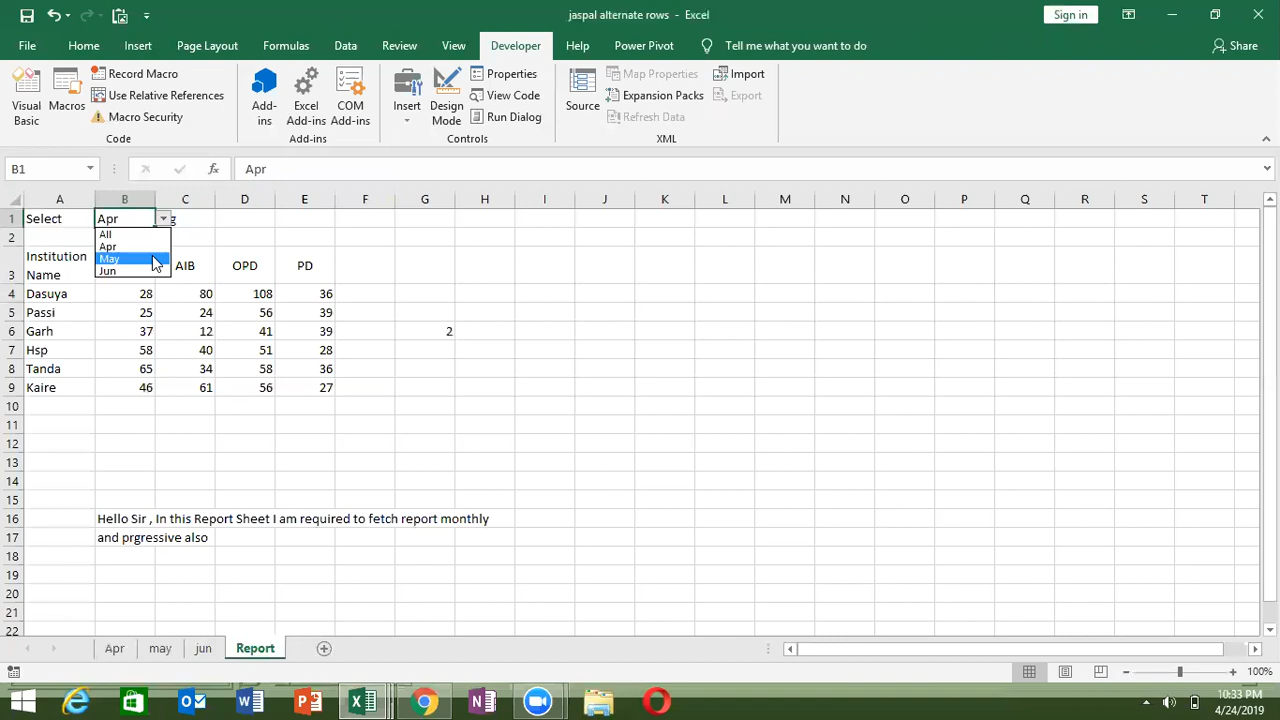 jaspal alternate rows - Excel
Sign in
File Home Insert Page Layout Formulas Data Review View Developer Help Power Pivot Tell me what you want to do Share
Visual Basic
Macros
Record Macro
Use Relative References
Macro Security
Code
Add-ins
Excel Add-ins
COM Add-ins
Add-ins
Insert
Design Mode
Properties
View Code
Run Dialog
Controls
Source
Map Properties
Expansion Packs
Refresh Data
Import
Export
XML
B1 fx Apr
A B C D E F G H I J K L M N O P Q R S T
1 Select Apr g
All
Apr
May
Jun
2
3 Institution Name AIB OPD PD
4 Dasuya 28 80 108 36
5 Passi 25 24 56 39
6 Garh 37 12 41 39 2
7 Hsp 58 40 51 28
8 Tanda 65 34 58 36
9 Kaire 46 61 56 27
10
11
12
13
14
15
16 Hello Sir , In this Report Sheet I am required to fetch report monthly
17 and prgressive also
18
19
20
21
22
Apr may jun Report
100%
10:33 PM
4/24/2019